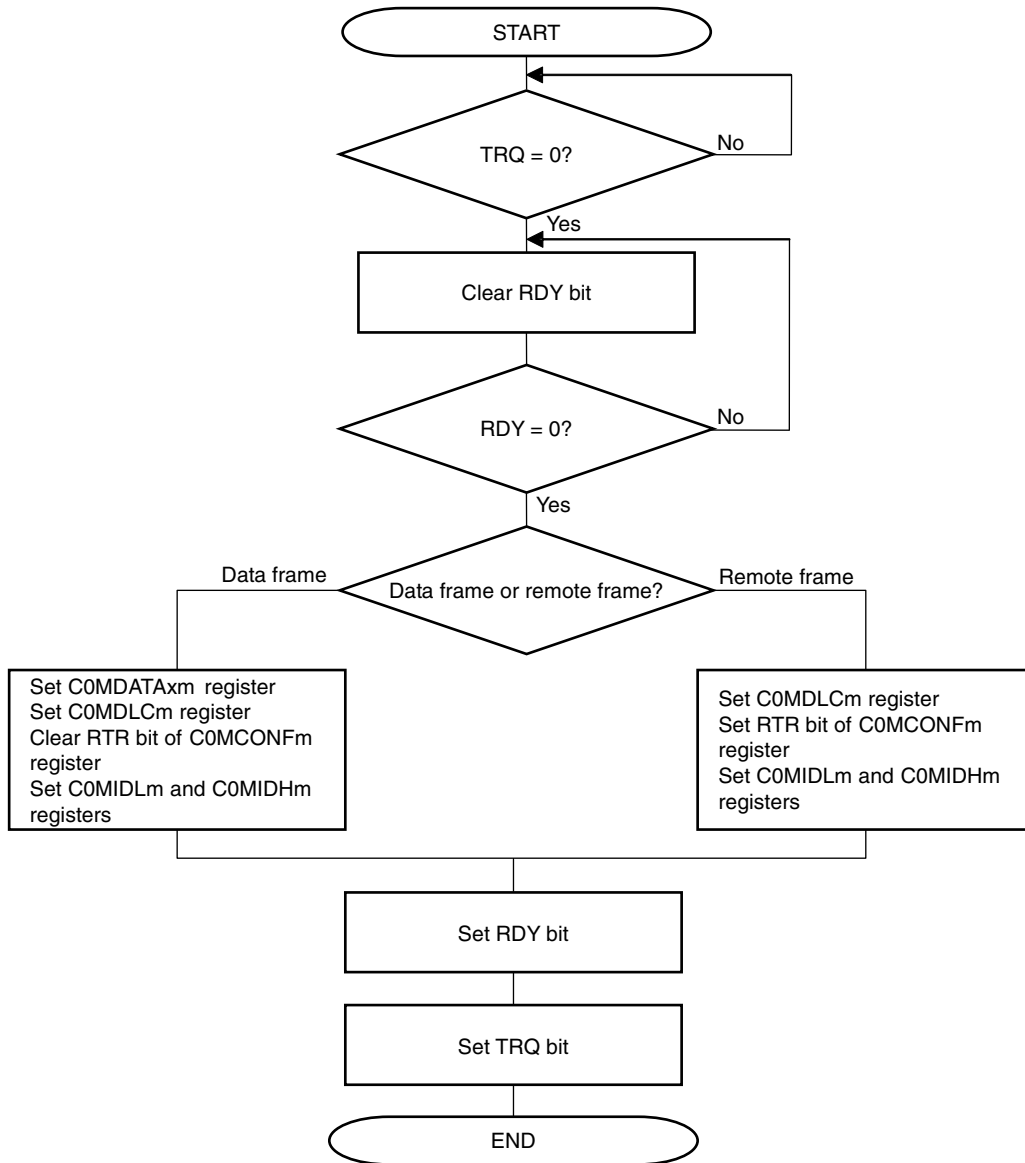 START
TRQ = 0?
No
Yes
Clear RDY bit
RDY = 0?
No
Yes
Data frame
Data frame or remote frame?
Remote frame
Set C0MDATAxm register
Set C0MDLCm register
Clear RTR bit of C0MCONFm
register
Set C0MIDLm and C0MIDHm
registers
Set C0MDLCm register
Set RTR bit of C0MCONFm
register
Set C0MIDLm and C0MIDHm
registers
Set RDY bit
Set TRQ bit
END